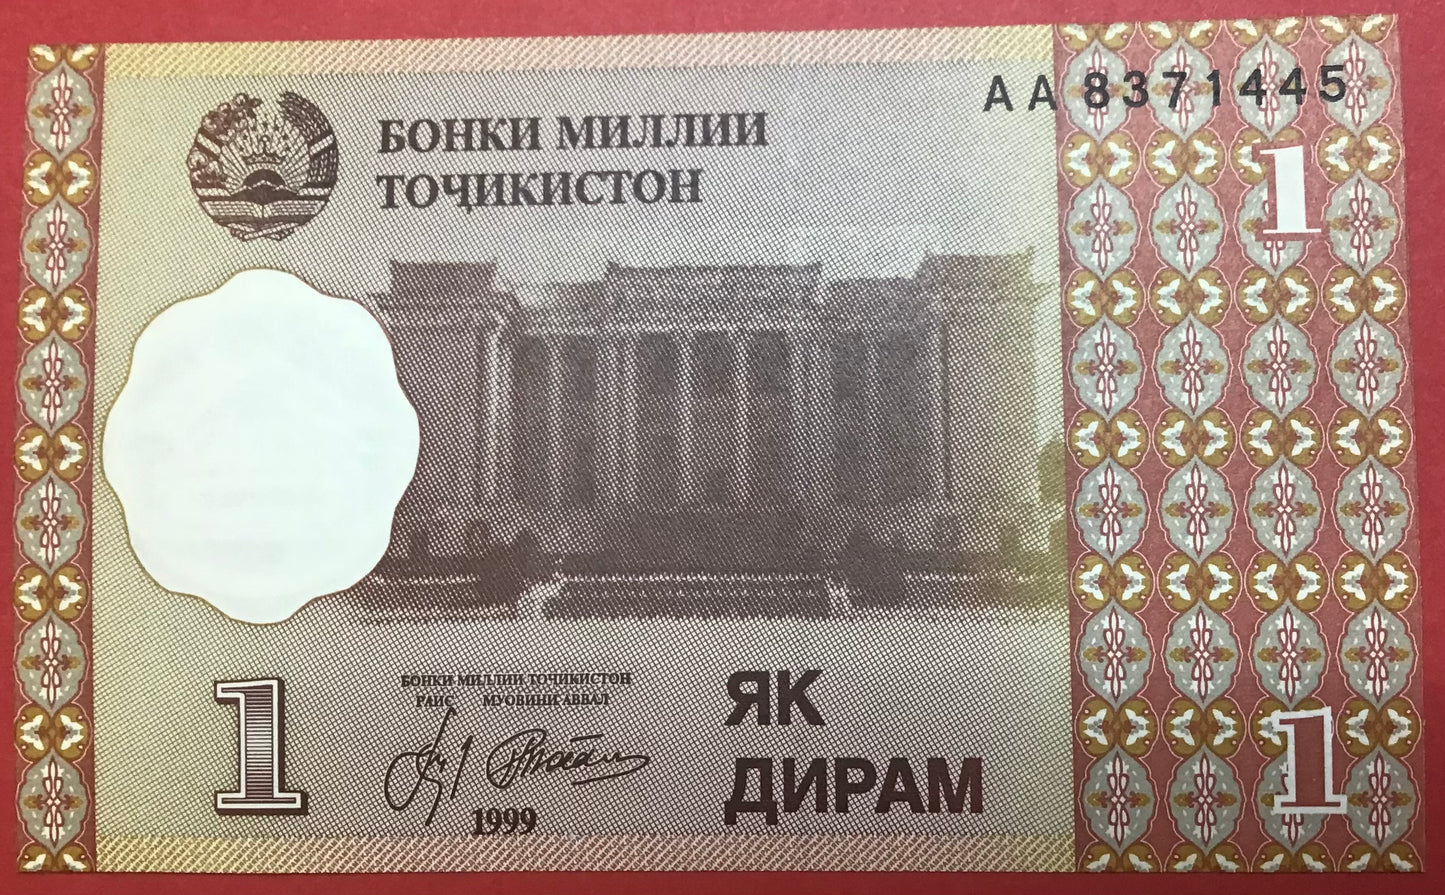 АА 8371445
БОНКИ МИЛЛИИ
ТОҶИКИСТОН
1
БОНКИ МИЛЛИИ ТОҶИКИСТОН
РАИС МУОВИНИ АВВАЛ
1
ЯК
ДИРАМ
1999
1